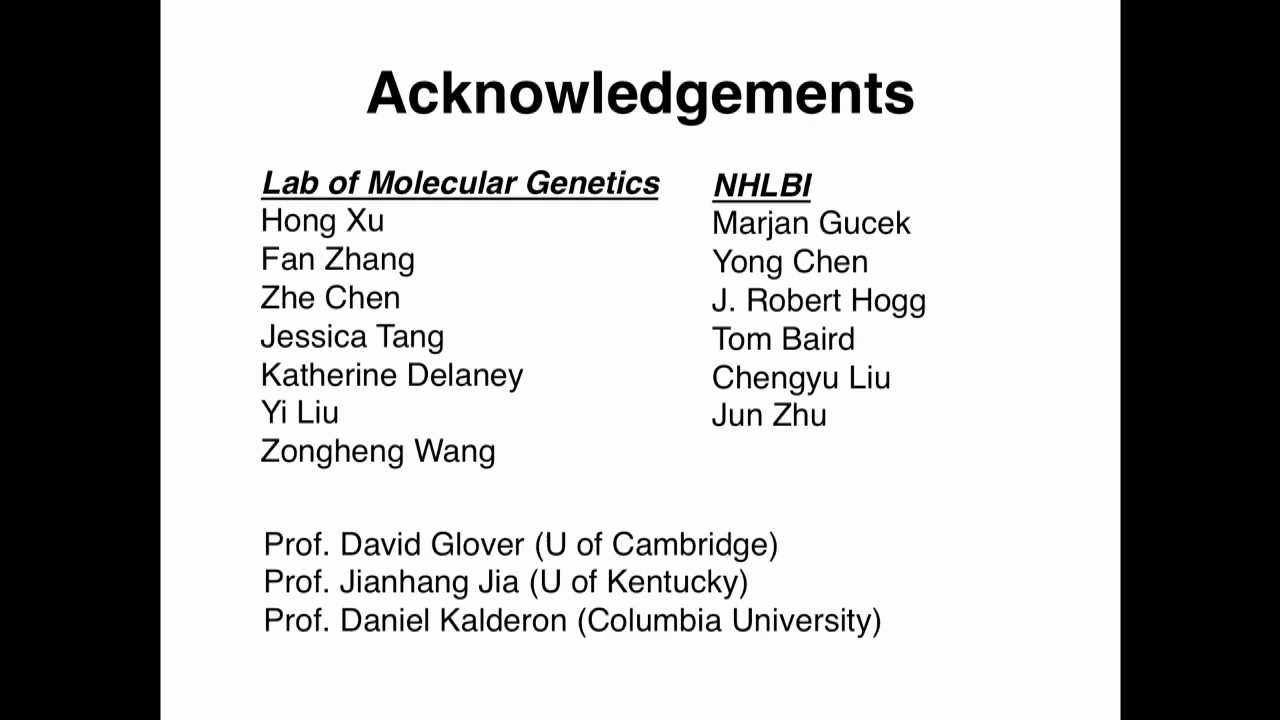 Acknowledgements
Lab of Molecular Genetics
Hong Xu
Fan Zhang
Zhe Chen
Jessica Tang
Katherine Delaney
Yi Liu
Zongheng Wang
NHLBI
Marjan Gucek
Yong Chen
J. Robert Hogg
Tom Baird
Chengyu Liu
Jun Zhu
Prof. David Glover (U of Cambridge)
Prof. Jianhang Jia (U of Kentucky)
Prof. Daniel Kalderon (Columbia University)